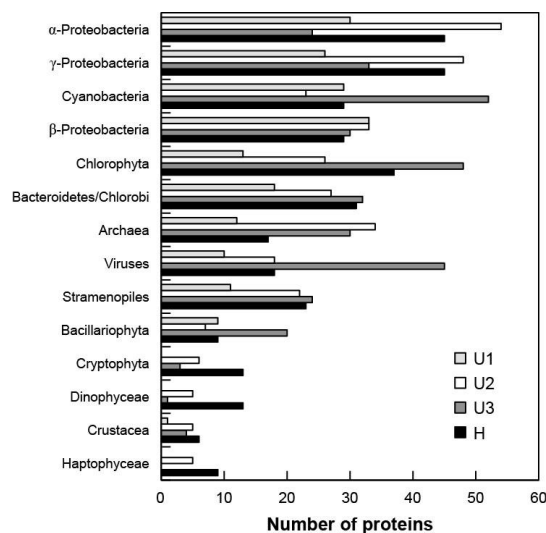 α-Proteobacteria
γ-Proteobacteria
Cyanobacteria
β-Proteobacteria
Chlorophyta
Bacteroidetes/Chlorobi
Archaea
Viruses
Stramenopiles
Bacillariophyta
Cryptophyta
Dinophyceae
Crustacea
Haptophyceae
U1
U2
U3
H
0 10 20 30 40 50 60
Number of proteins